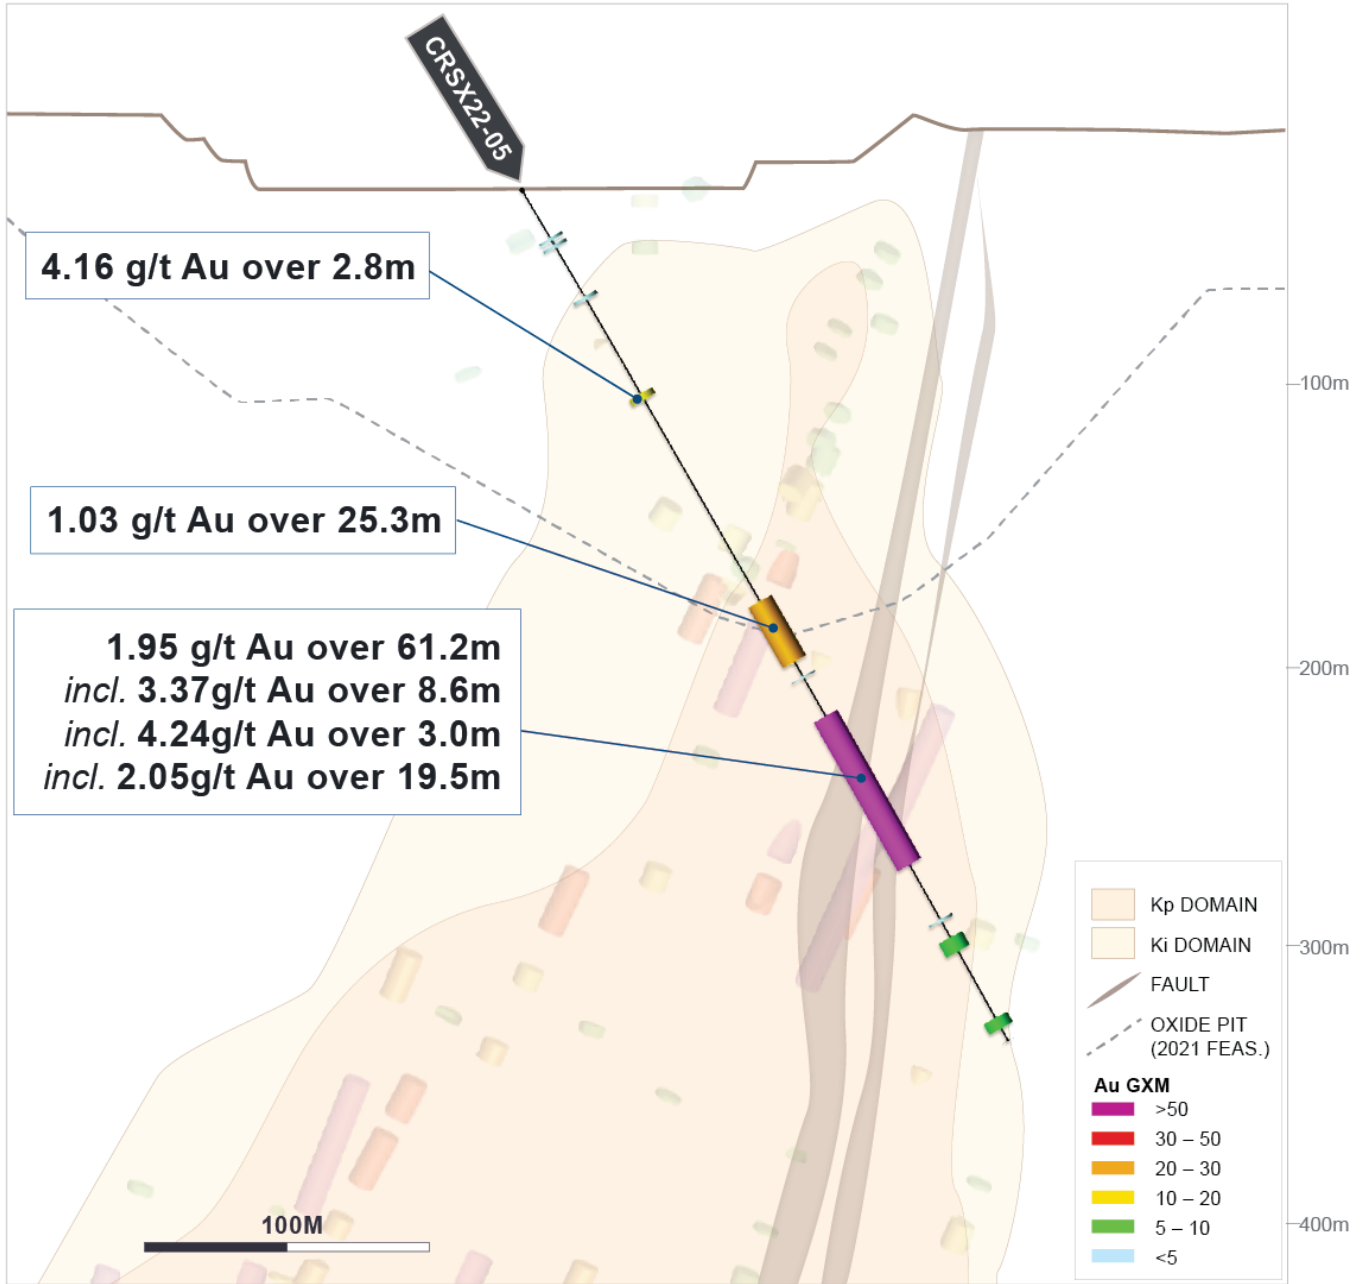 CRSX22-05
4.16 g/t Au over 2.8m
1.03 g/t Au over 25.3m
1.95 g/t Au over 61.2m
incl. 3.37g/t Au over 8.6m
incl. 4.24g/t Au over 3.0m
incl. 2.05g/t Au over 19.5m
100m
200m
300m
400m
Kp DOMAIN
Ki DOMAIN
FAULT
OXIDE PIT
(2021 FEAS.)
Au GXM
>50
30 – 50
20 – 30
10 – 20
5 – 10
<5
100M